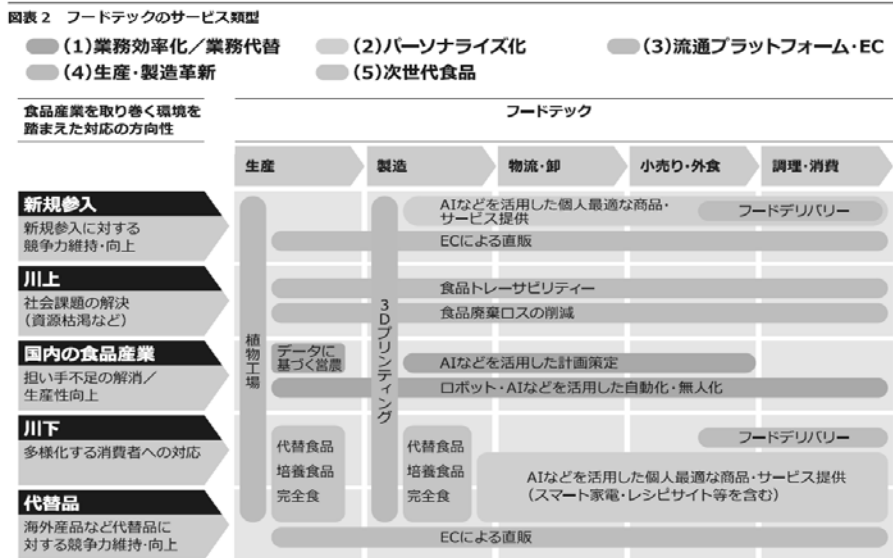 図表2 フードテックのサービス類型
(1)業務効率化／業務代替
(2)パーソナライズ化
(3)流通プラットフォーム・EC
(4)生産・製造革新
(5)次世代食品
食品産業を取り巻く環境を
踏まえた対応の方向性
フードテック
生産
製造
物流・卸
小売り・外食
調理・消費
新規参入
新規参入に対する
競争力維持・向上
AIなどを活用した個人最適な商品・
サービス提供
フードデリバリー
ECによる直販
川上
社会課題の解決
(資源枯渇など)
食品トレーサビリティー
食品廃棄ロスの削減
植物工場
3Dプリンティング
国内の食品産業
担い手不足の解消／
生産性向上
データに
基づく営農
AIなどを活用した計画策定
ロボット・AIなどを活用した自動化・無人化
川下
多様化する消費者への対応
代替食品
培養食品
完全食
代替食品
培養食品
完全食
フードデリバリー
AIなどを活用した個人最適な商品・サービス提供
(スマート家電・レシピサイト等を含む)
代替品
海外産品など代替品に
対する競争力維持・向上
ECによる直販